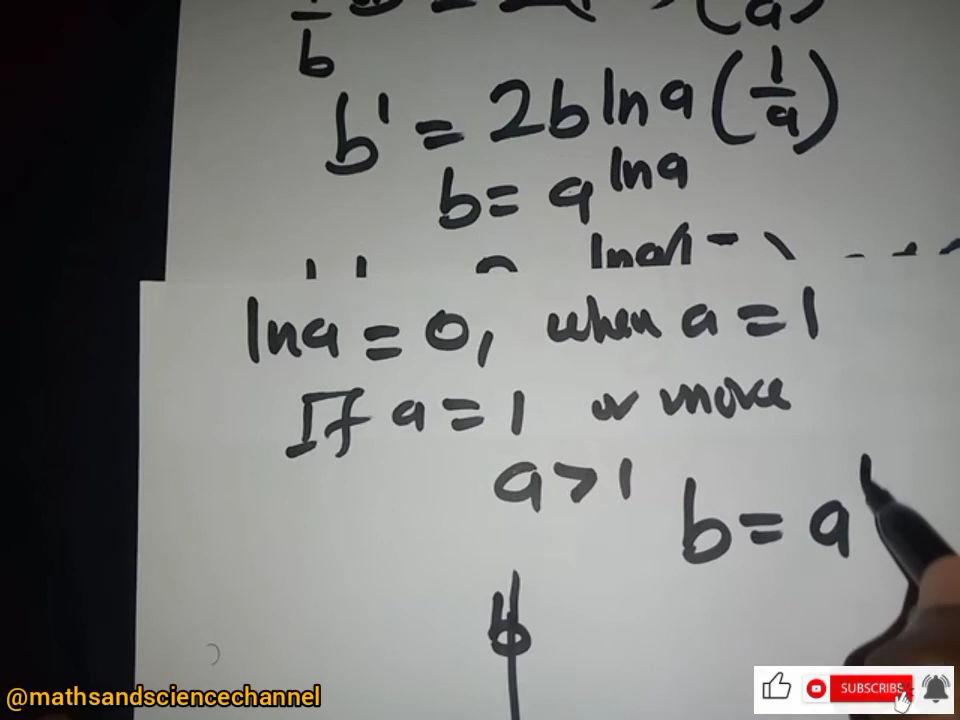 b
b' = 2b ln a (1/a)
b = a^ln a
ln a = 0, when a = 1
If a = 1 or more
a > 1
b = a
b
@mathsandsciencechannel
SUBSCRIBE